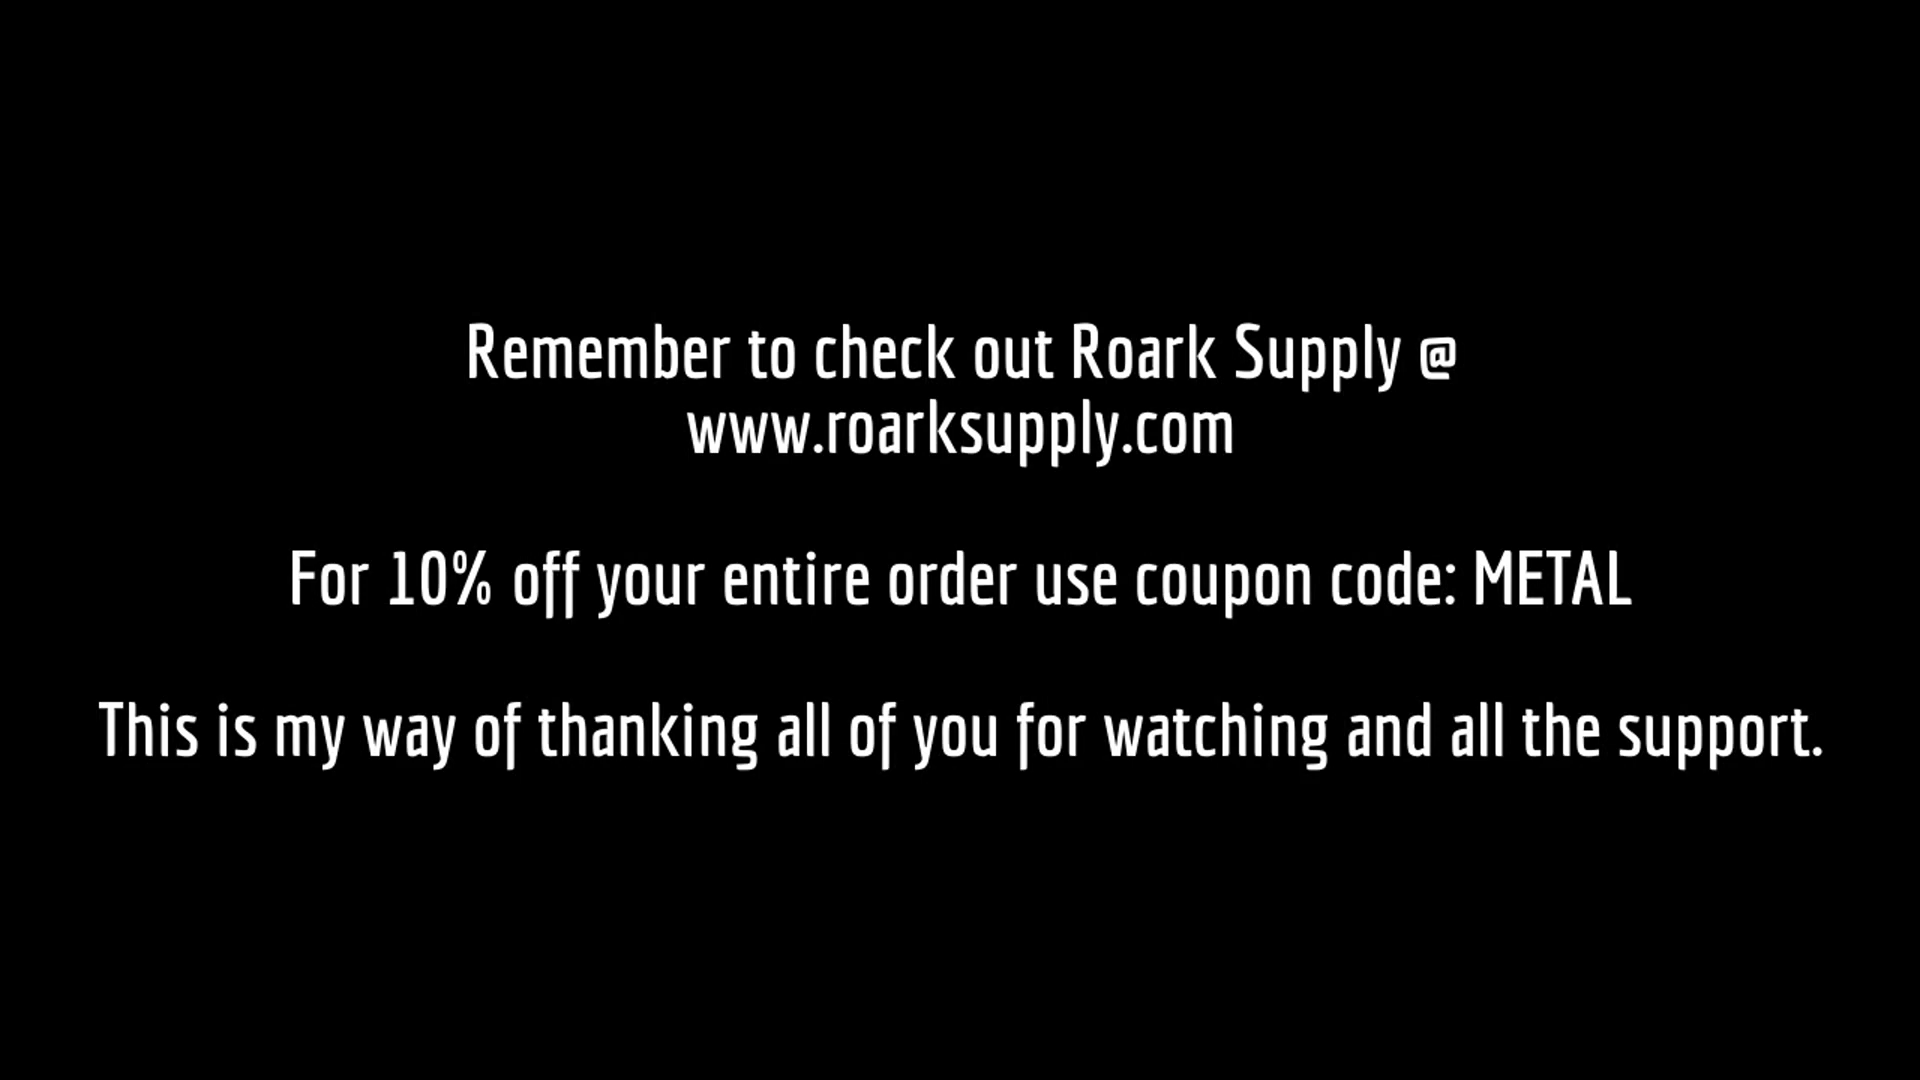 Remember to check out Roark Supply @
www.roarksupply.com
For 10% off your entire order use coupon code: METAL
This is my way of thanking all of you for watching and all the support.